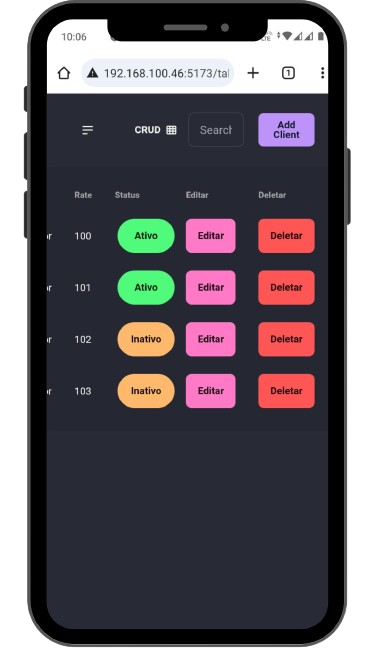 10:06
192.168.100.46:5173/tal
1
CRUD
Search
Add
Client
Rate Status Editar Deletar
or 100 Ativo Editar Deletar
or 101 Ativo Editar Deletar
or 102 Inativo Editar Deletar
or 103 Inativo Editar Deletar